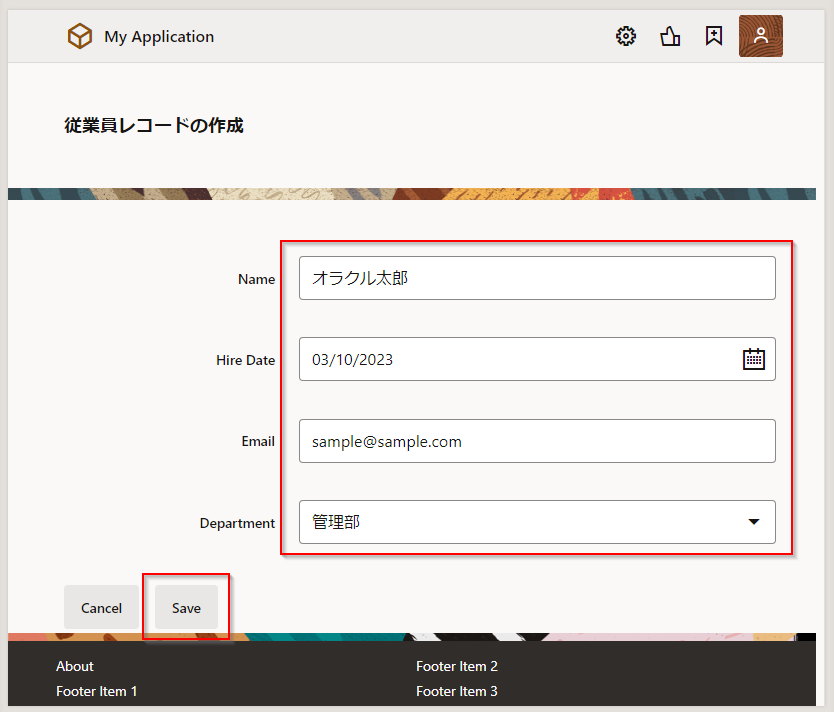 My Application
従業員レコードの作成
Name
オラクル太郎
Hire Date
03/10/2023
Email
sample@sample.com
Department
管理部
Cancel
Save
About
Footer Item 2
Footer Item 1
Footer Item 3